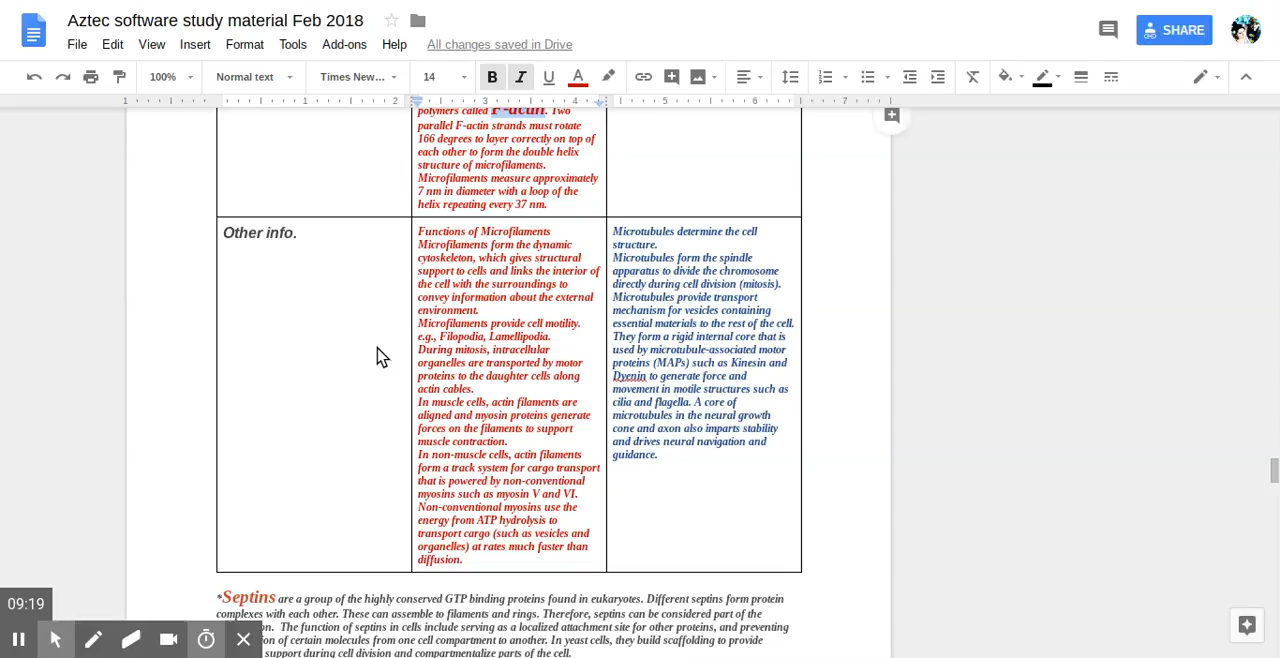 Aztec software study material Feb 2018
File Edit View Insert Format Tools Add-ons Help All changes saved in Drive
SHARE
100% Normal text Times New... 14 B I U A
1 1 2 3 4 5 6 7
polymers called F-actin. Two
parallel F-actin strands must rotate
166 degrees to layer correctly on top of
each other to form the double helix
structure of microfilaments.
Microfilaments measure approximately
7 nm in diameter with a loop of the
helix repeating every 37 nm.
Other info.
Functions of Microfilaments
Microfilaments form the dynamic
cytoskeleton, which gives structural
support to cells and links the interior of
the cell with the surroundings to
convey information about the external
environment.
Microfilaments provide cell motility.
e.g., Filopodia, Lamellipodia.
During mitosis, intracellular
organelles are transported by motor
proteins to the daughter cells along
actin cables.
In muscle cells, actin filaments are
aligned and myosin proteins generate
forces on the filaments to support
muscle contraction.
In non-muscle cells, actin filaments
form a track system for cargo transport
that is powered by non-conventional
myosins such as myosin V and VI.
Non-conventional myosins use the
energy from ATP hydrolysis to
transport cargo (such as vesicles and
organelles) at rates much faster than
diffusion.
Microtubules determine the cell
structure.
Microtubules form the spindle
apparatus to divide the chromosome
directly during cell division (mitosis).
Microtubules provide transport
mechanism for vesicles containing
essential materials to the rest of the cell.
They form a rigid internal core that is
used by microtubule-associated motor
proteins (MAPs) such as Kinesin and
Dyenin to generate force and
movement in motile structures such as
cilia and flagella. A core of
microtubules in the neural growth
cone and axon also imparts stability
and drives neural navigation and
guidance.
*Septins are a group of the highly conserved GTP binding proteins found in eukaryotes. Different septins form protein
complexes with each other. These can assemble to filaments and rings. Therefore, septins can be considered part of the
The function of septins in cells include serving as a localized attachment site for other proteins, and preventing
of certain molecules from one cell compartment to another. In yeast cells, they build scaffolding to provide
support during cell division and compartmentalize parts of the cell.
09:19